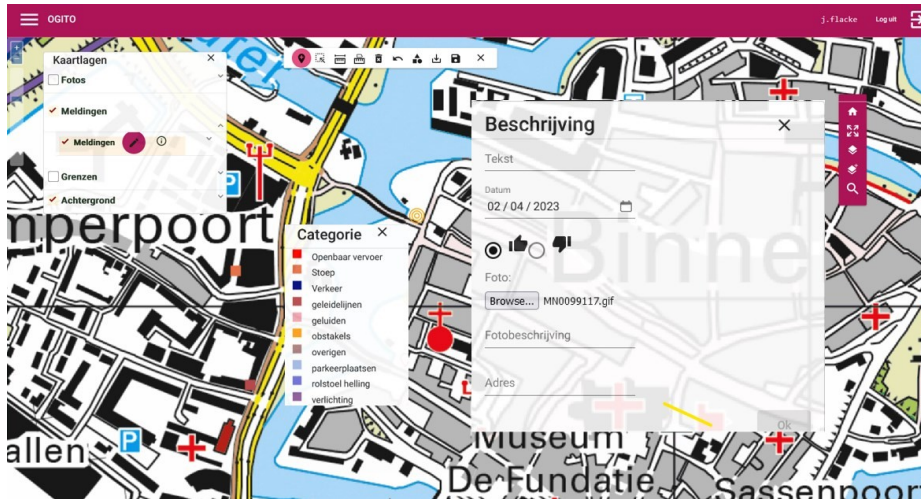 OGITO
j.flacke
Log uit
Kaartlagen
Fotos
Meldingen
Meldingen
Grenzen
Achtergrond
mperpoort
Categorie
Openbaar vervoer
Stoep
Verkeer
geleidelijnen
geluiden
obstakels
overigen
parkeerplaatsen
rolstoel helling
verlichting
Beschrijving
Tekst
Datum
02 / 04 / 2023
Binne
Foto:
Browse... MN0099117.gif
Fotobeschrijving
Adres
Ok
allen
P
P
Museum
De Fundatie
Sassenpoor